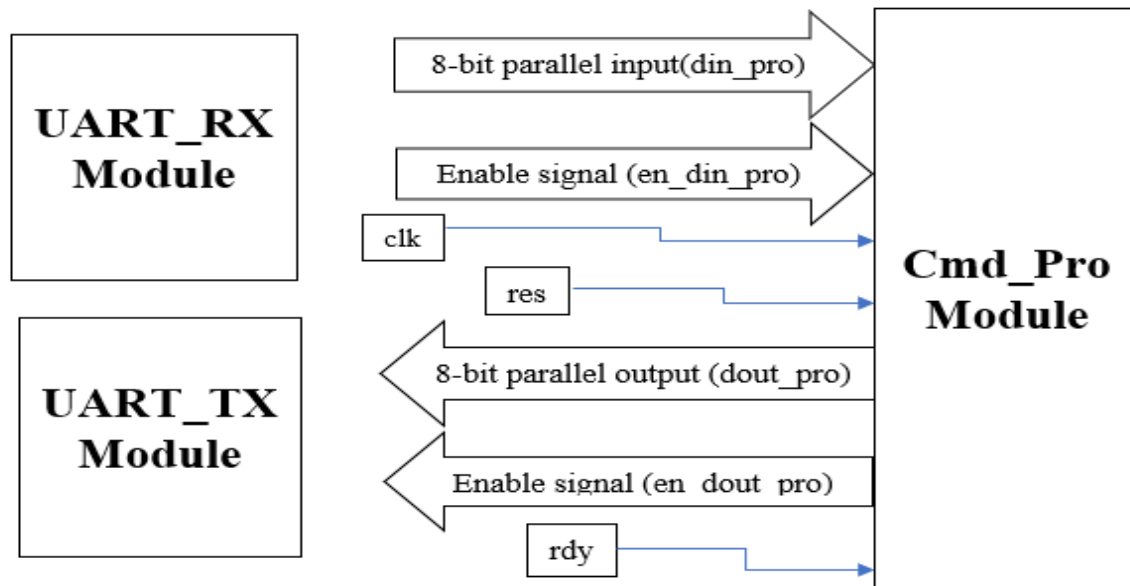 UART_RX
Module
8-bit parallel input(din_pro)
Enable signal (en_din_pro)
clk
res
Cmd_Pro
Module
UART_TX
Module
8-bit parallel output (dout_pro)
Enable signal (en_dout_pro)
rdy